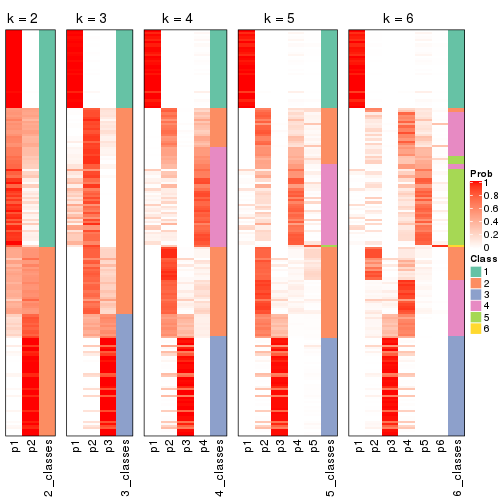 k = 2
k = 3
k = 4
k = 5
k = 6
p1
p2
2_classes
p1
p2
p3
3_classes
p1
p2
p3
p4
4_classes
p1
p2
p3
p4
p5
5_classes
p1
p2
p3
p4
p5
p6
6_classes
Prob
1
0.8
0.6
0.4
0.2
0
Class
1
2
3
4
5
6